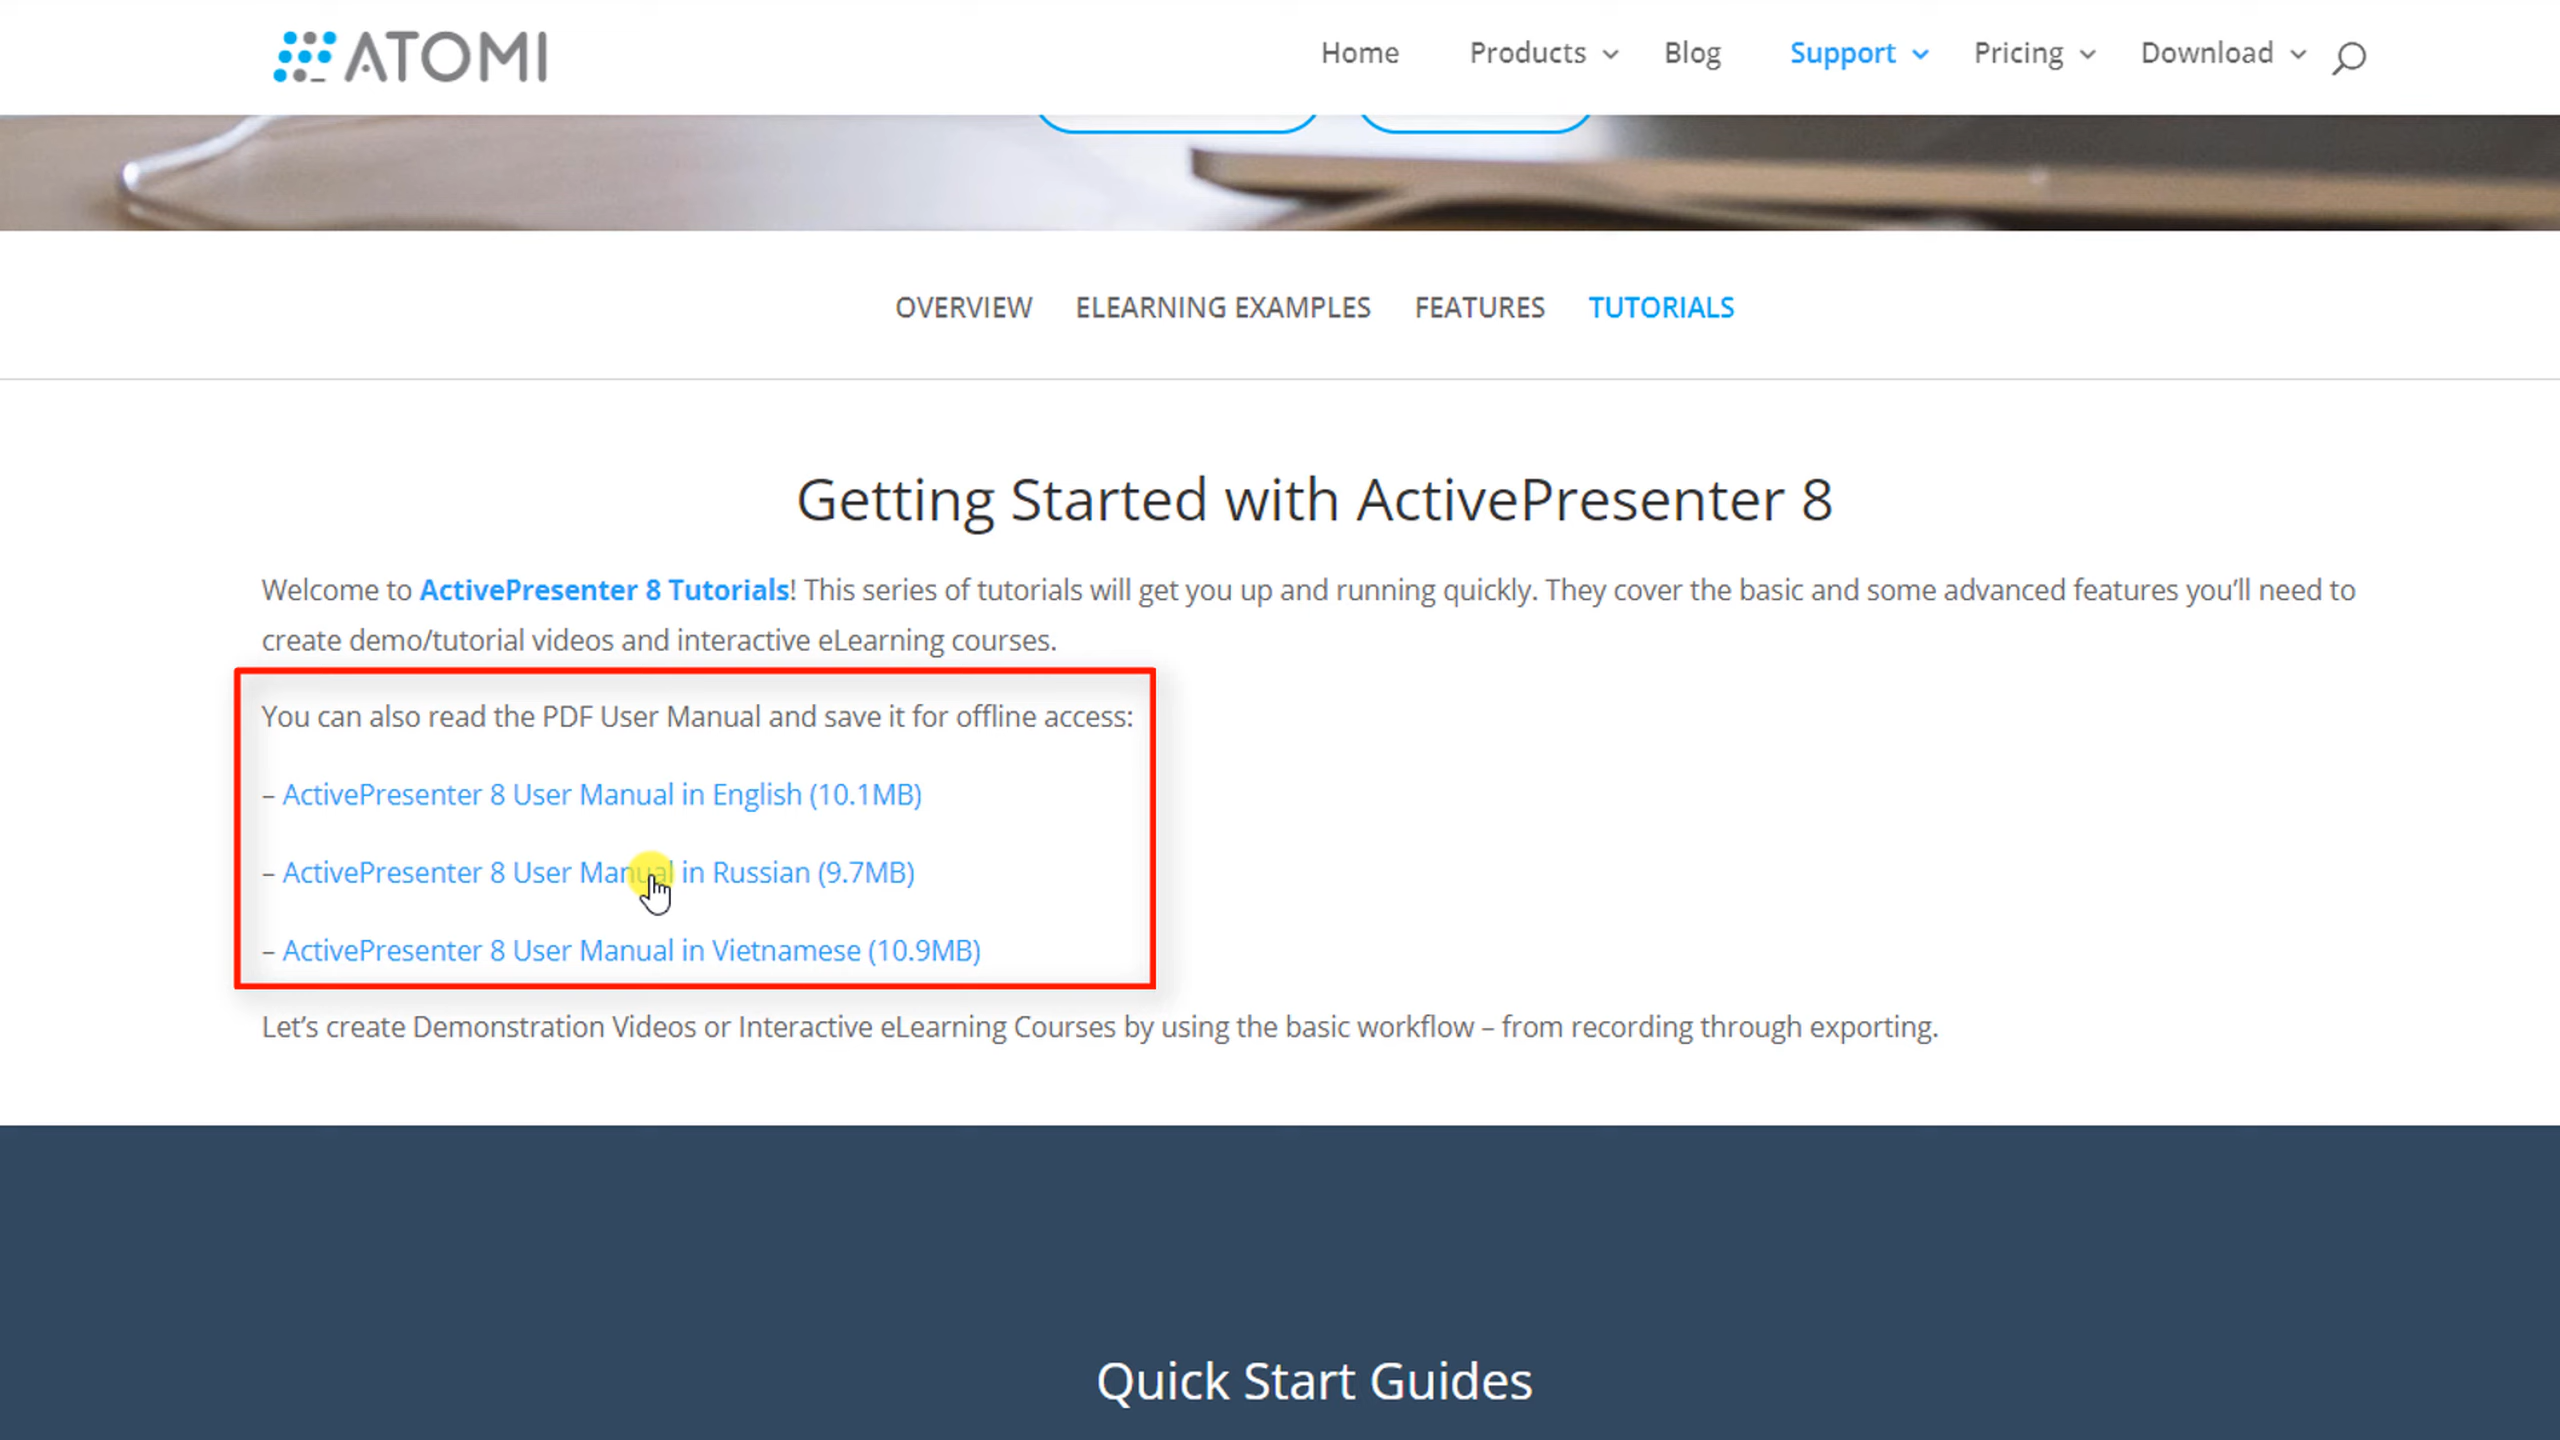 ATOMI
Home Products Blog Support Pricing Download
OVERVIEW ELEARNING EXAMPLES FEATURES TUTORIALS
Getting Started with ActivePresenter 8
Welcome to ActivePresenter 8 Tutorials! This series of tutorials will get you up and running quickly. They cover the basic and some advanced features you’ll need to
create demo/tutorial videos and interactive eLearning courses.
You can also read the PDF User Manual and save it for offline access:
– ActivePresenter 8 User Manual in English (10.1MB)
– ActivePresenter 8 User Manual in Russian (9.7MB)
– ActivePresenter 8 User Manual in Vietnamese (10.9MB)
Let’s create Demonstration Videos or Interactive eLearning Courses by using the basic workflow – from recording through exporting.
Quick Start Guides